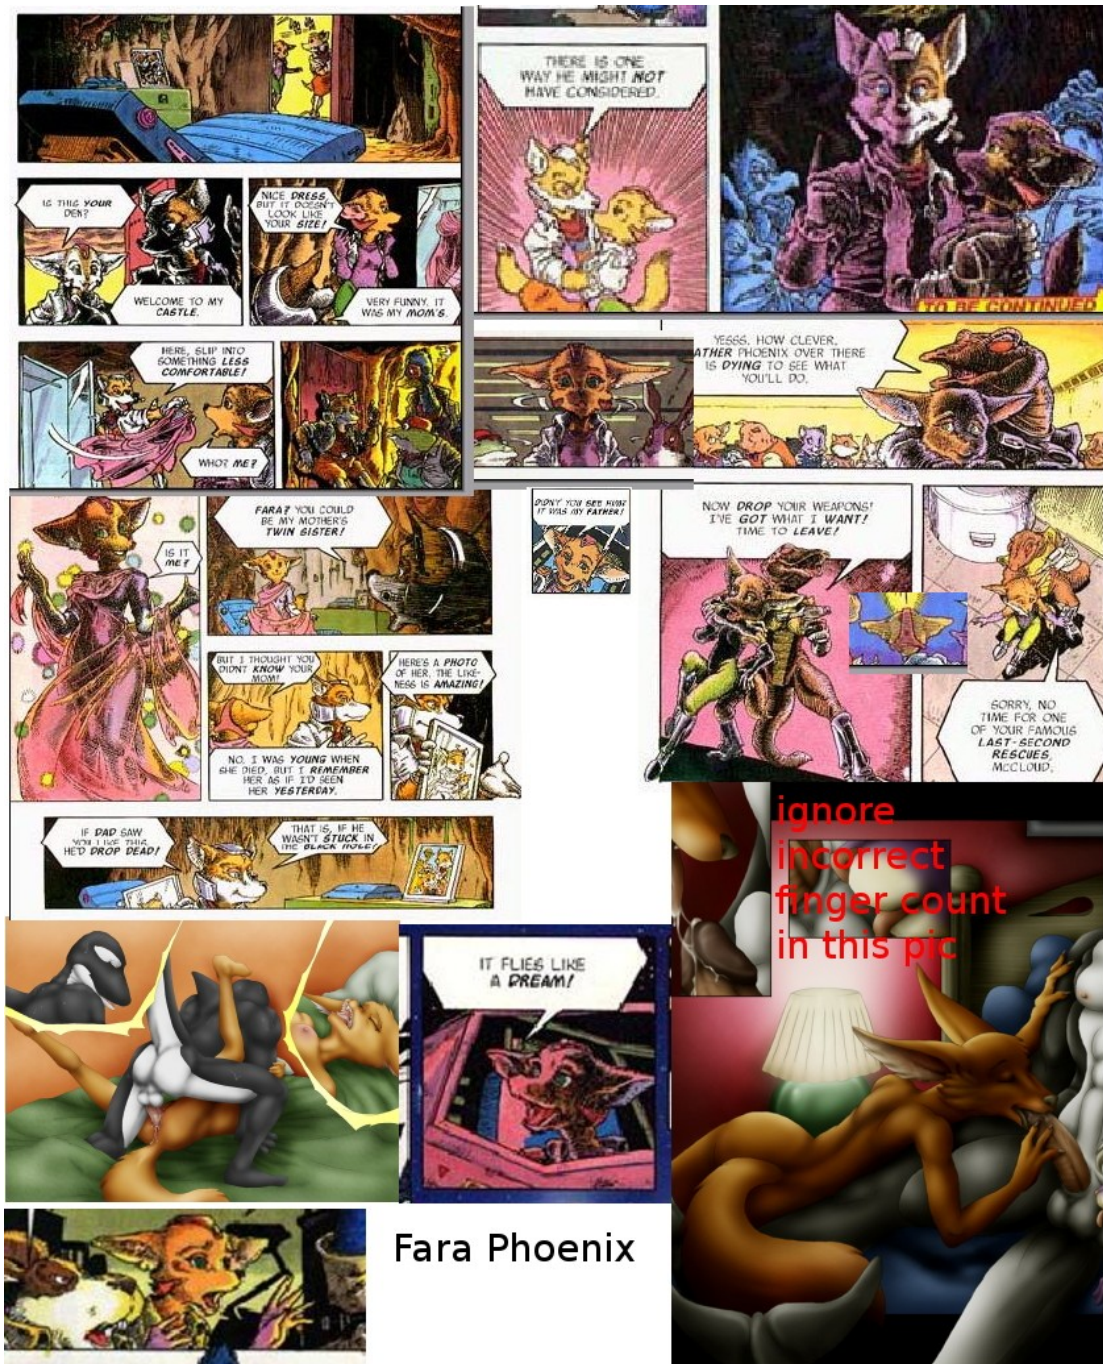 THERE IS ONE
WAY HE MIGHT NOT
HAVE CONSIDERED.
TO BE CONTINUED
IS THIS YOUR
DEN?
WELCOME TO MY
CASTLE.
NICE DRESS,
BUT IT DOESN'T
LOOK LIKE
YOUR SIZE!
VERY FUNNY. IT
WAS MY MOM'S.
HERE, SLIP INTO
SOMETHING LESS
COMFORTABLE!
WHO? ME?
YESSS. HOW CLEVER.
ATHER PHOENIX OVER THERE
IS DYING TO SEE WHAT
YOU'LL DO.
IS IT
ME?
FARA? YOU COULD
BE MY MOTHER'S
TWIN SISTER!
DIDN'T YOU SEE HIM?
IT WAS MY FATHER!
NOW DROP YOUR WEAPONS!
I'VE GOT WHAT I WANT!
TIME TO LEAVE!
BUT I THOUGHT YOU
DIDN'T KNOW YOUR
MOM!
NO, I WAS YOUNG WHEN
SHE DIED, BUT I REMEMBER
HER AS IF I'D SEEN
HER YESTERDAY.
HERE'S A PHOTO
OF HER. THE LIKE-
NESS IS AMAZING!
SORRY, NO
TIME FOR ONE
OF YOUR FAMOUS
LAST-SECOND
RESCUES,
MCCLOUD.
IF DAD SAW
YOU LIKE THIS,
HE'D DROP DEAD!
THAT IS, IF HE
WASN'T STUCK IN
THE BLACK HOLE!
ignore
incorrect
finger count
in this pic
IT FLIES LIKE
A DREAM!
Fara Phoenix